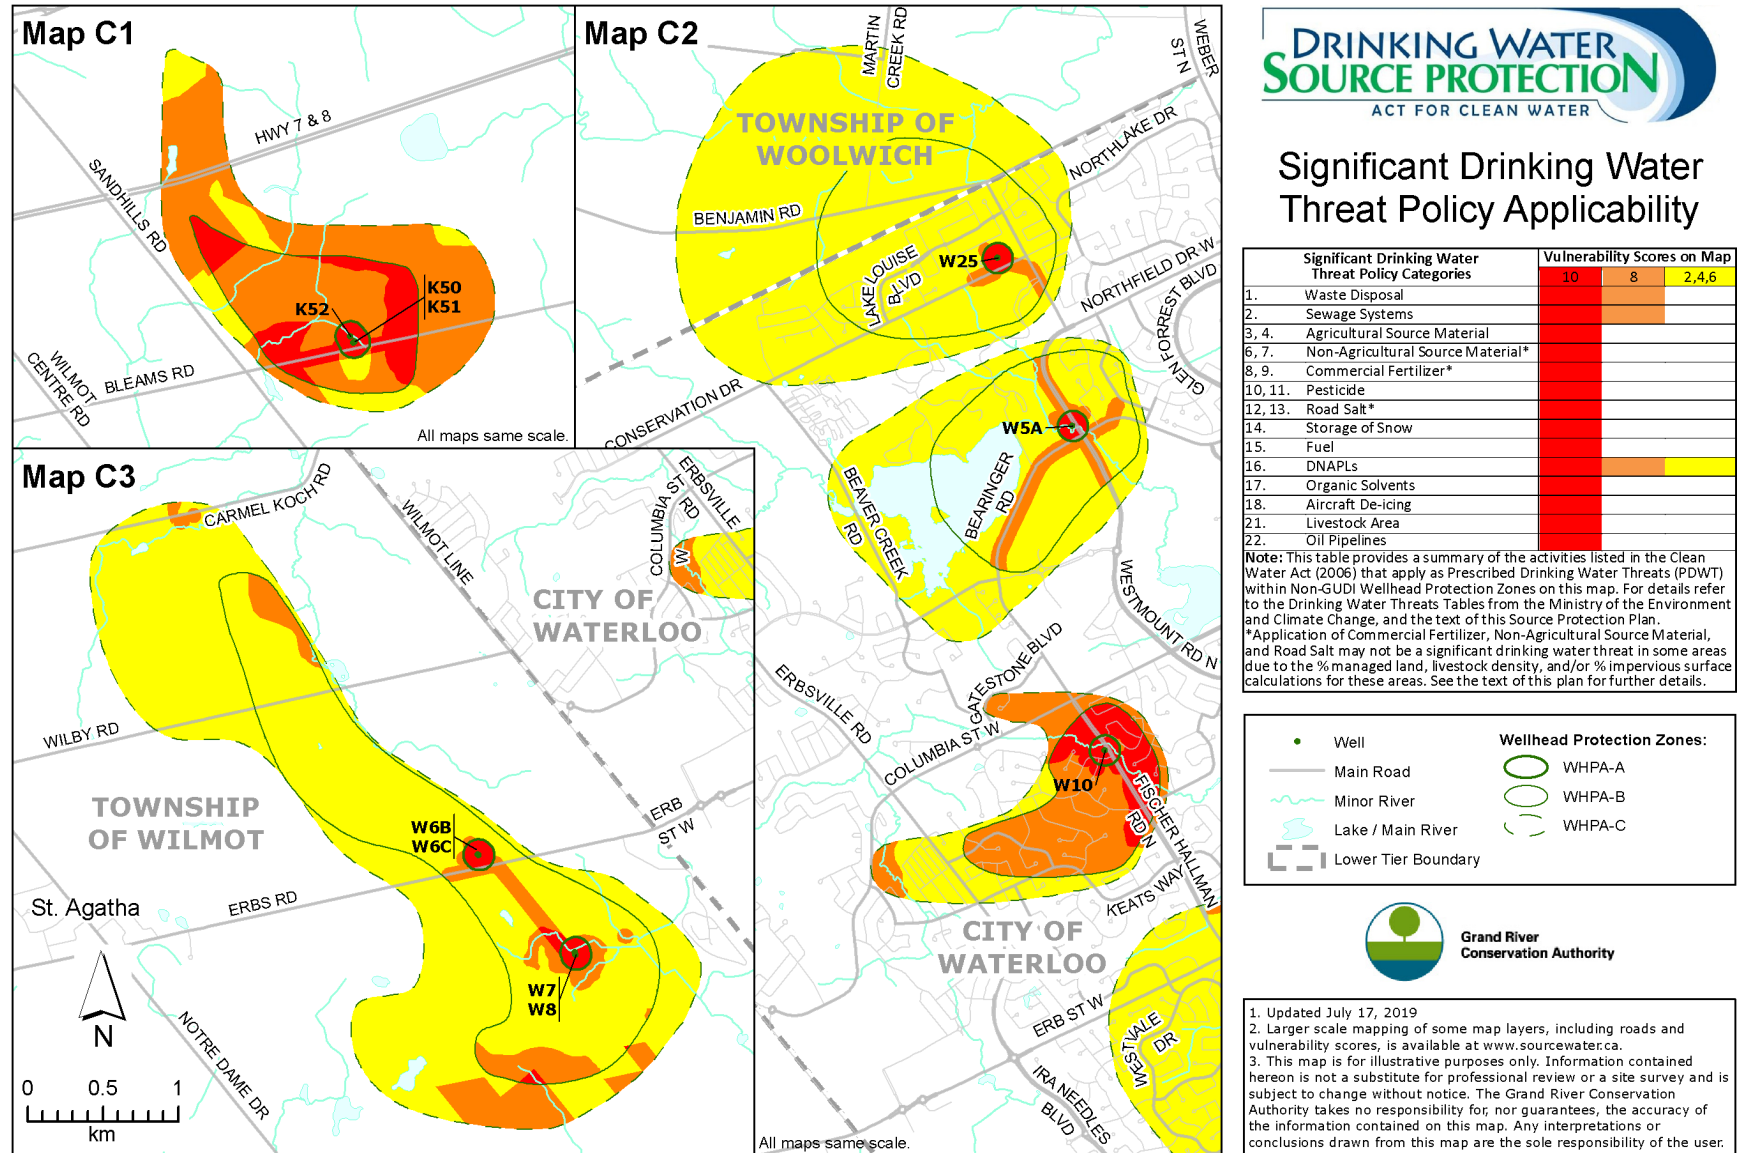 Map C1
HWY 7 & 8
SANDHILLS RD
K50
K51
K52
BLEAMS RD
WILMOT
CENTRE RD
All maps same scale.
Map C2
MARTIN
CREEK RD
WEBER
ST N
TOWNSHIP OF
WOOLWICH
NORTHLAKE DR
BENJAMIN RD
LAKE LOUISE
BLVD
W25
NORTHFIELD DR W
GLEN FORREST BLVD
CONSERVATION DR
W5A
BEARINGER
RD
BEAVER CREEK
RD
WESTMOUNT RD N
GATESTONE BLVD
ERBSVILLE RD
COLUMBIA ST W
W10
FISCHER HALLMAN
RD N
KEATS WAY
CITY OF
WATERLOO
ERB ST W
WESTVALE
DR
IRA NEEDLES
BLVD
All maps same scale.
Map C3
CARMEL KOCH RD
WILMOT LINE
COLUMBIA ST
W
ERBSVILLE
RD
CITY OF
WATERLOO
WILBY RD
TOWNSHIP
OF WILMOT
ERB
ST W
W6B
W6C
ERBS RD
St. Agatha
W7
W8
NOTRE DAME DR
N
0 0.5 1
km
DRINKING WATER
SOURCE PROTECTION
ACT FOR CLEAN WATER
Significant Drinking Water
Threat Policy Applicability
Significant Drinking Water
Threat Policy Categories
Vulnerability Scores on Map
10 8 2,4,6
1. Waste Disposal
2. Sewage Systems
3, 4. Agricultural Source Material
6, 7. Non-Agricultural Source Material*
8, 9. Commercial Fertilizer*
10, 11. Pesticide
12, 13. Road Salt*
14. Storage of Snow
15. Fuel
16. DNAPLs
17. Organic Solvents
18. Aircraft De-icing
21. Livestock Area
22. Oil Pipelines
Note: This table provides a summary of the activities listed in the Clean
Water Act (2006) that apply as Prescribed Drinking Water Threats (PDWT)
within Non-GUDI Wellhead Protection Zones on this map. For details refer
to the Drinking Water Threats Tables from the Ministry of the Environment
and Climate Change, and the text of this Source Protection Plan.
*Application of Commercial Fertilizer, Non-Agricultural Source Material,
and Road Salt may not be a significant drinking water threat in some areas
due to the % managed land, livestock density, and/or % impervious surface
calculations for these areas. See the text of this plan for further details.
Well
Main Road
Minor River
Lake / Main River
Lower Tier Boundary
Wellhead Protection Zones:
WHPA-A
WHPA-B
WHPA-C
Grand River
Conservation Authority
1. Updated July 17, 2019
2. Larger scale mapping of some map layers, including roads and
vulnerability scores, is available at www.sourcewater.ca.
3. This map is for illustrative purposes only. Information contained
hereon is not a substitute for professional review or a site survey and is
subject to change without notice. The Grand River Conservation
Authority takes no responsibility for, nor guarantees, the accuracy of
the information contained on this map. Any interpretations or
conclusions drawn from this map are the sole responsibility of the user.